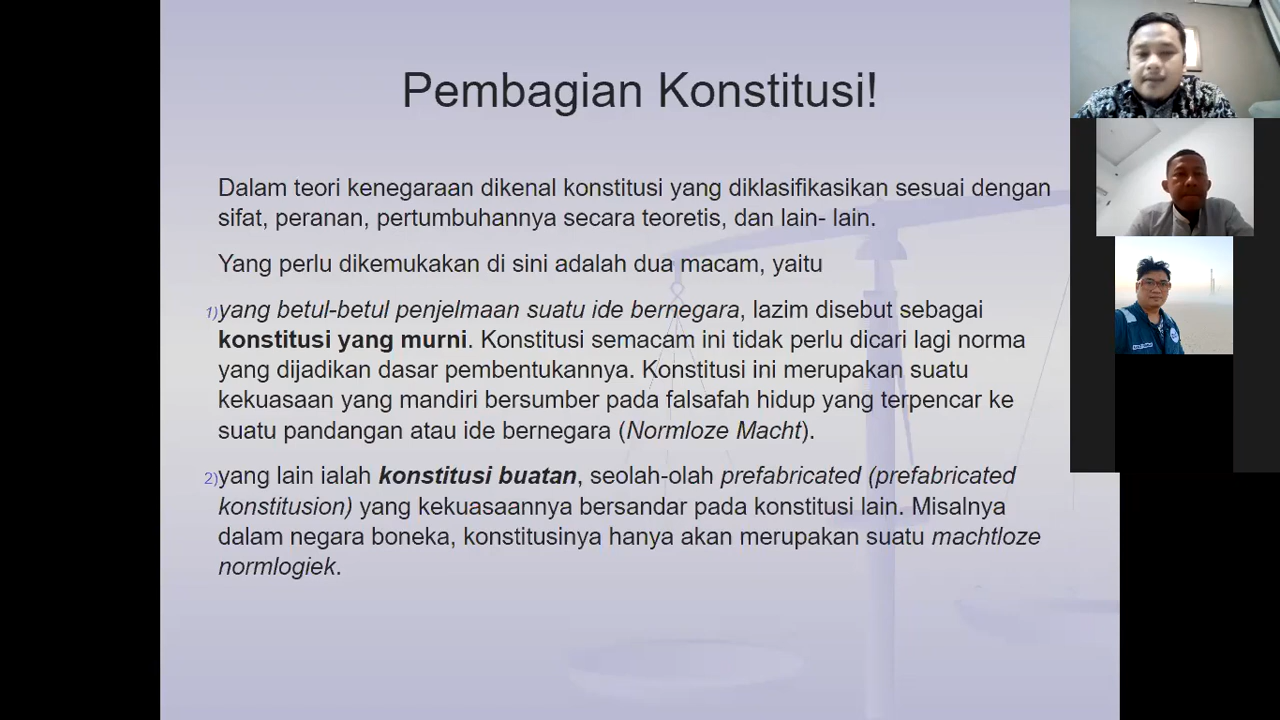 Pembagian Konstitusi!
Dalam teori kenegaraan dikenal konstitusi yang diklasifikasikan sesuai dengan
sifat, peranan, pertumbuhannya secara teoretis, dan lain- lain.
Yang perlu dikemukakan di sini adalah dua macam, yaitu
1) yang betul-betul penjelmaan suatu ide bernegara, lazim disebut sebagai
konstitusi yang murni. Konstitusi semacam ini tidak perlu dicari lagi norma
yang dijadikan dasar pembentukannya. Konstitusi ini merupakan suatu
kekuasaan yang mandiri bersumber pada falsafah hidup yang terpencar ke
suatu pandangan atau ide bernegara (Normloze Macht).
2) yang lain ialah konstitusi buatan, seolah-olah prefabricated (prefabricated
konstitusion) yang kekuasaannya bersandar pada konstitusi lain. Misalnya
dalam negara boneka, konstitusinya hanya akan merupakan suatu machtloze
normlogiek.